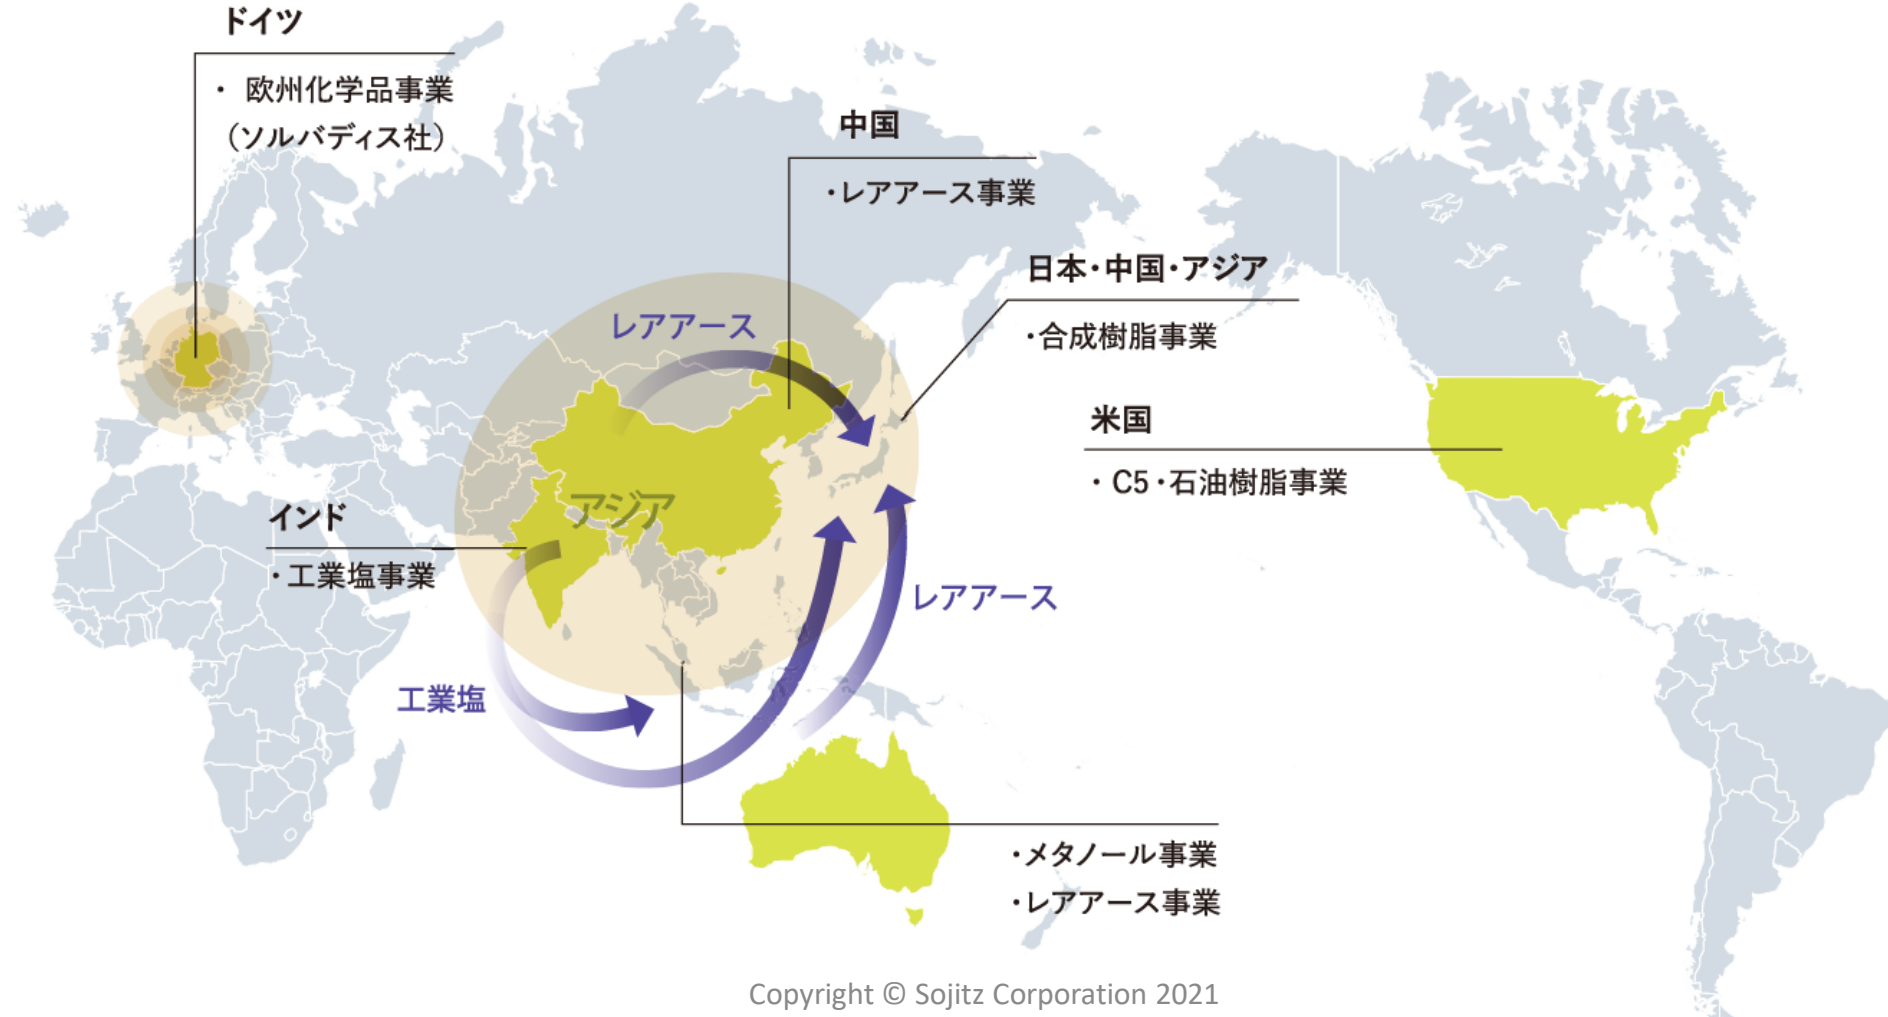 ドイツ
・ 欧州化学品事業
（ソルバディス社）
中国
・レアアース事業
日本・中国・アジア
・合成樹脂事業
レアアース
米国
・ C5・石油樹脂事業
アジア
インド
・工業塩事業
レアアース
工業塩
・メタノール事業
・レアアース事業
Copyright © Sojitz Corporation 2021